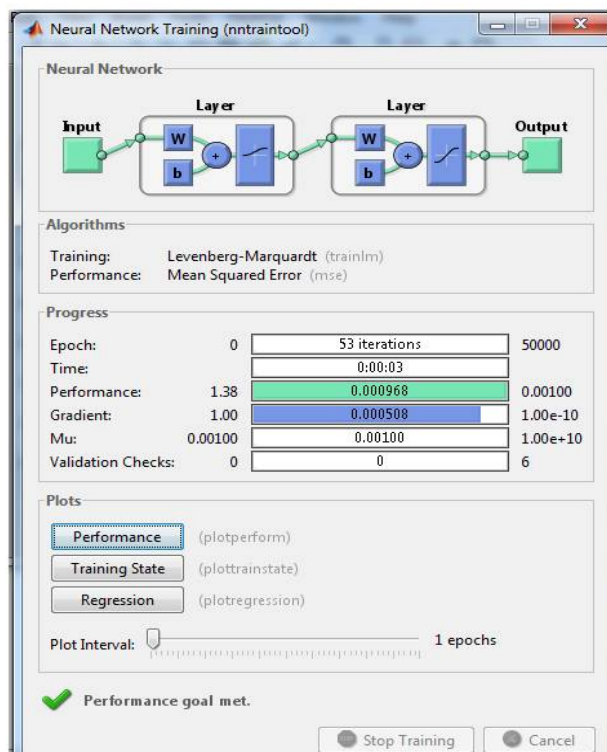 Neural Network Training (nntraintool)
Neural Network
Layer Layer
Input Output
W W
+ +
b b
Algorithms
Training: Levenberg-Marquardt (trainlm)
Performance: Mean Squared Error (mse)
Progress
Epoch: 0 53 iterations 50000
Time: 0:00:03
Performance: 1.38 0.000968 0.00100
Gradient: 1.00 0.000508 1.00e-10
Mu: 0.00100 0.00100 1.00e+10
Validation Checks: 0 0 6
Plots
Performance (plotperform)
Training State (plottrainstate)
Regression (plotregression)
Plot Interval: 1 epochs
Performance goal met.
Stop Training Cancel